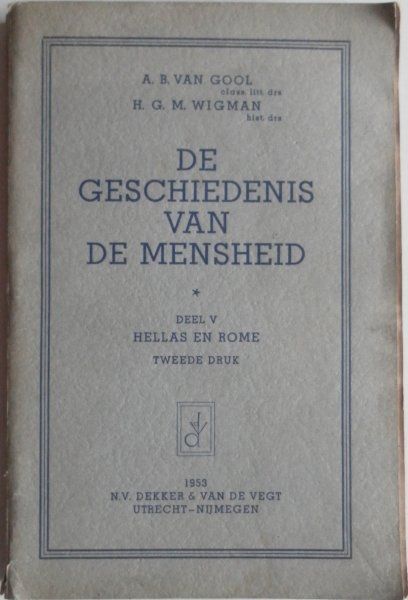 A. B. VAN GOOL
class. litt. drs
H. G. M. WIGMAN
hist. drs
DE
GESCHIEDENIS
VAN
DE MENSHEID
*
DEEL V
HELLAS EN ROME
TWEEDE DRUK
1953
N.V. DEKKER & VAN DE VEGT
UTRECHT–NIJMEGEN